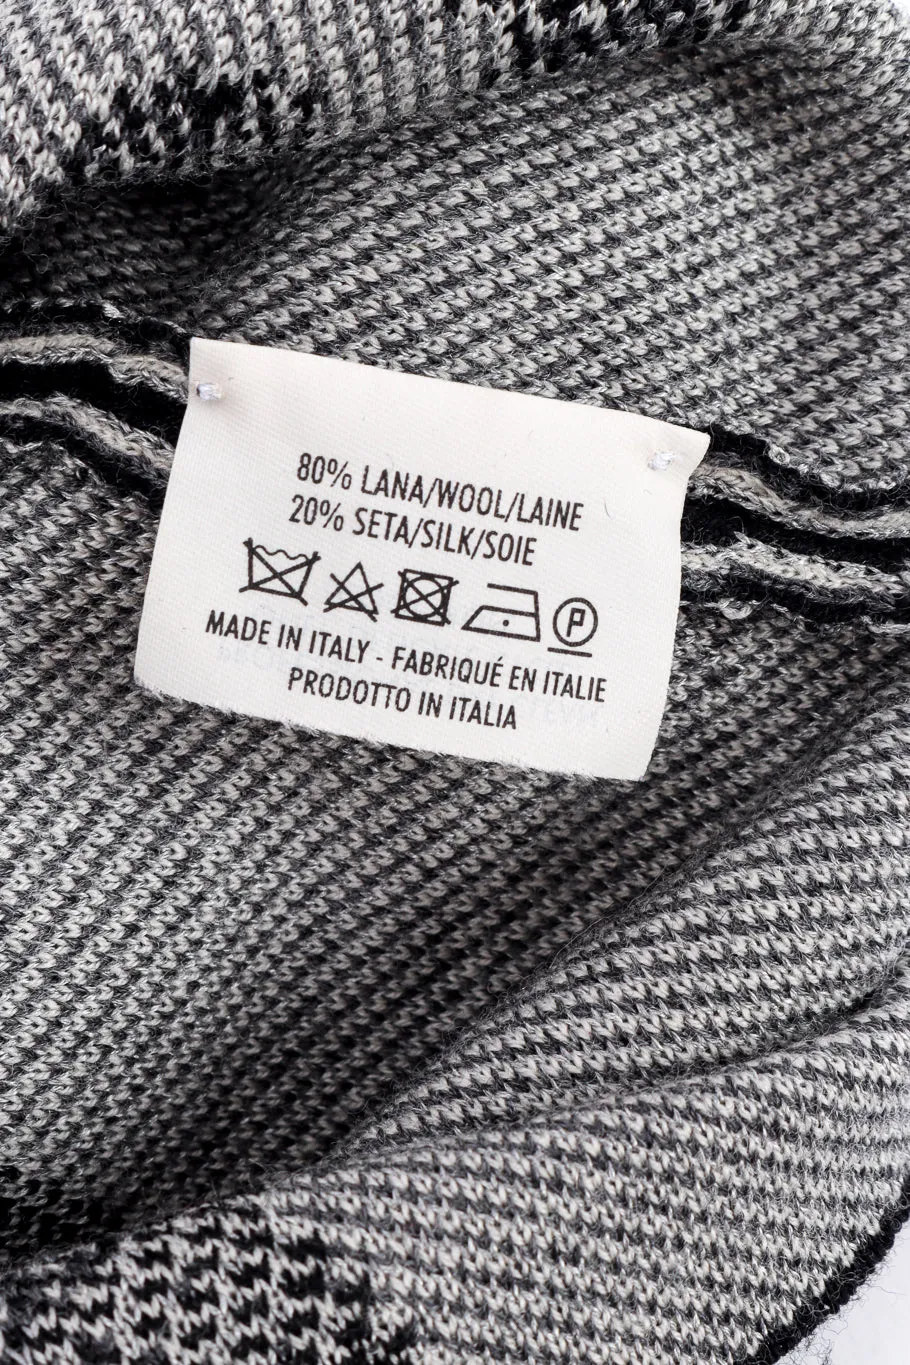 80% LANA/WOOL/LAINE
20% SETA/SILK/SOIE
P
MADE IN ITALY - FABRIQUÉ EN ITALIE
PRODOTTO IN ITALIA